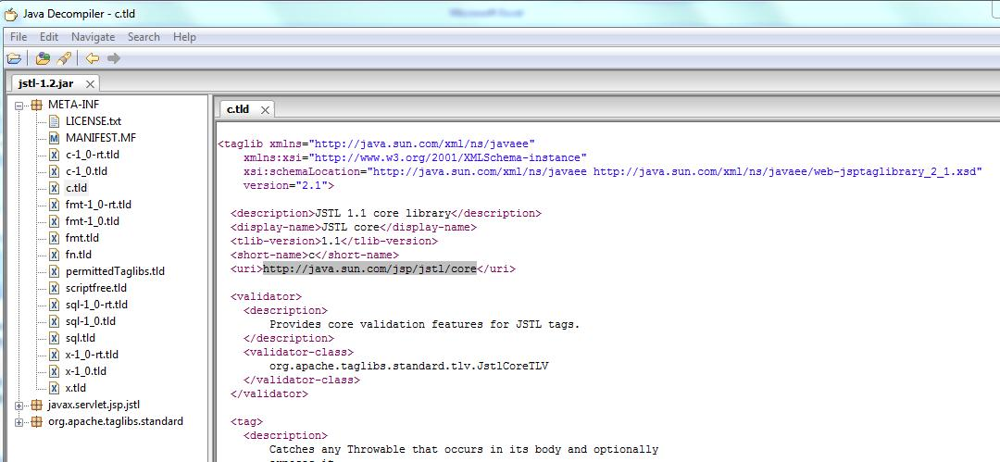 Java Decompiler - c.tld
File Edit Navigate Search Help
jstl-1.2.jar
META-INF
LICENSE.txt
MANIFEST.MF
c-1_0-rt.tld
c-1_0.tld
c.tld
fmt-1_0-rt.tld
fmt-1_0.tld
fmt.tld
fn.tld
permittedTaglibs.tld
scriptfree.tld
sql-1_0-rt.tld
sql-1_0.tld
sql.tld
x-1_0-rt.tld
x-1_0.tld
x.tld
javax.servlet.jsp.jstl
org.apache.taglibs.standard
c.tld
<taglib xmlns="http://java.sun.com/xml/ns/javaee"
xmlns:xsi="http://www.w3.org/2001/XMLSchema-instance"
xsi:schemaLocation="http://java.sun.com/xml/ns/javaee http://java.sun.com/xml/ns/javaee/web-jsptaglibrary_2_1.xsd"
version="2.1">
<description>JSTL 1.1 core library</description>
<display-name>JSTL core</display-name>
<tlib-version>1.1</tlib-version>
<short-name>c</short-name>
<uri>http://java.sun.com/jsp/jstl/core</uri>
<validator>
<description>
Provides core validation features for JSTL tags.
</description>
<validator-class>
org.apache.taglibs.standard.tlv.JstlCoreTLV
</validator-class>
</validator>
<tag>
<description>
Catches any Throwable that occurs in its body and optionally